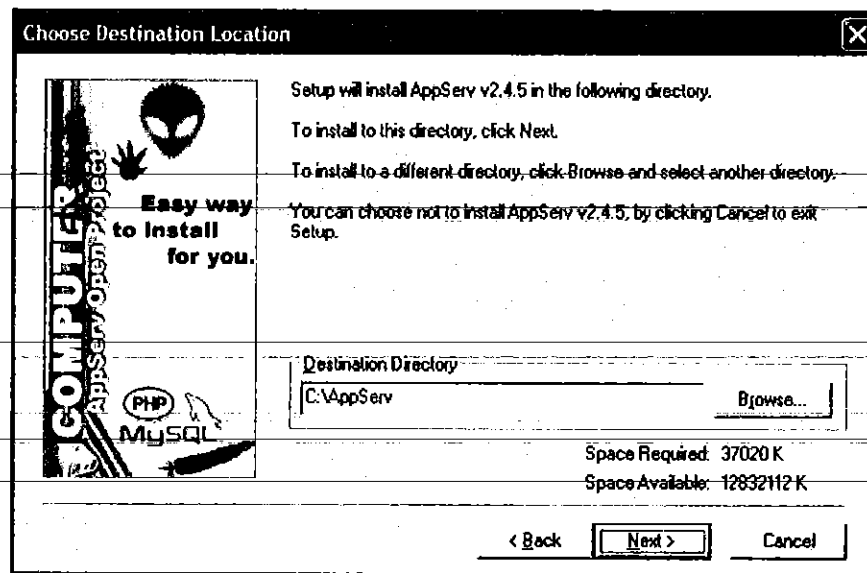 Choose Destination Location
COMPUTER
AppServ Open Project
Easy way
to Install
for you.
PHP
MySQL
Setup will install AppServ v2.4.5 in the following directory.
To install to this directory, click Next.
To install to a different directory, click Browse and select another directory.
You can choose not to install AppServ v2.4.5, by clicking Cancel to exit
Setup.
Destination Directory
C:\AppServ
Browse...
Space Required: 37020 K
Space Available: 12832112 K
< Back
Next >
Cancel